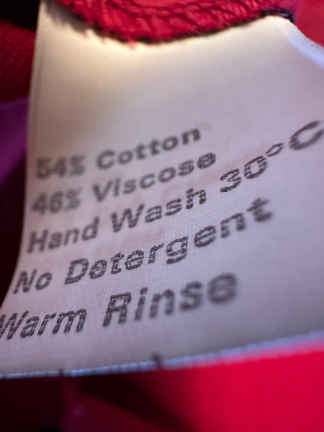 54% Cotton
46% Viscose
Hand Wash 30°C
No Detergent
Warm Rinse